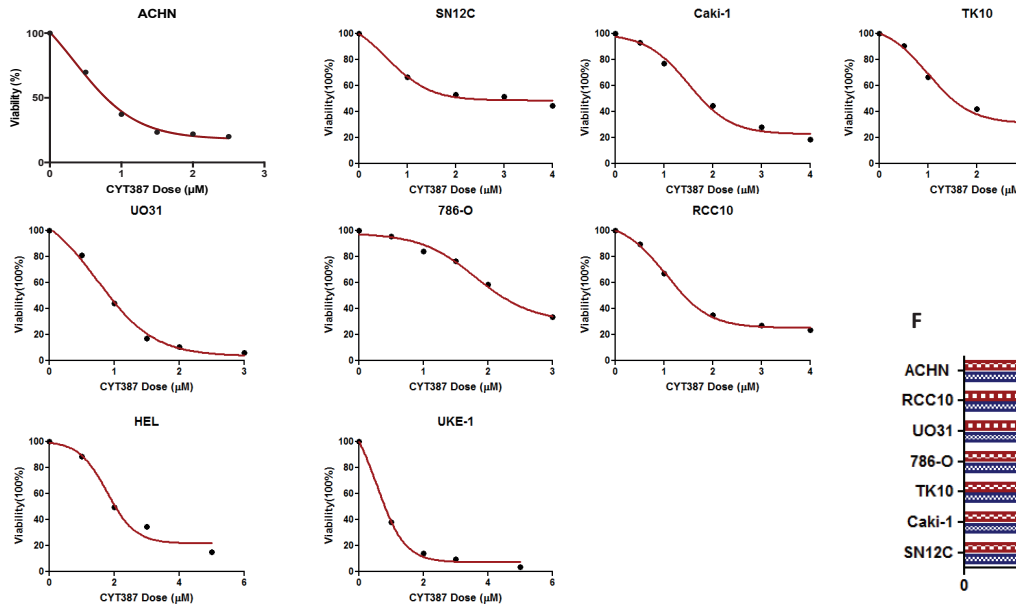 ACHN
Viability (%)
100
50
0
0 1 2 3
CYT387 Dose (μM)
SN12C
Viability(100%)
100
80
60
40
20
0
0 1 2 3 4
CYT387 Dose (μM)
Caki-1
Viability(100%)
100
80
60
40
20
0
0 1 2 3 4
CYT387 Dose (μM)
TK10
Viability(100%)
100
80
60
40
20
0
0 1 2
CYT387 Dose (μM)
UO31
Viability(100%)
100
80
60
40
20
0
0 1 2 3
CYT387 Dose (μM)
786-O
Viability(100%)
100
80
60
40
20
0
0 1 2 3
CYT387 Dose (μM)
RCC10
Viability(100%)
100
80
60
40
20
0
0 1 2 3 4
CYT387 Dose (μM)
HEL
Viability(100%)
100
80
60
40
20
0
0 2 4 6
CYT387 Dose (μM)
UKE-1
Viability(100%)
100
80
60
40
20
0
0 2 4 6
CYT387 Dose (μM)
F
ACHN
RCC10
UO31
786-O
TK10
Caki-1
SN12C
0